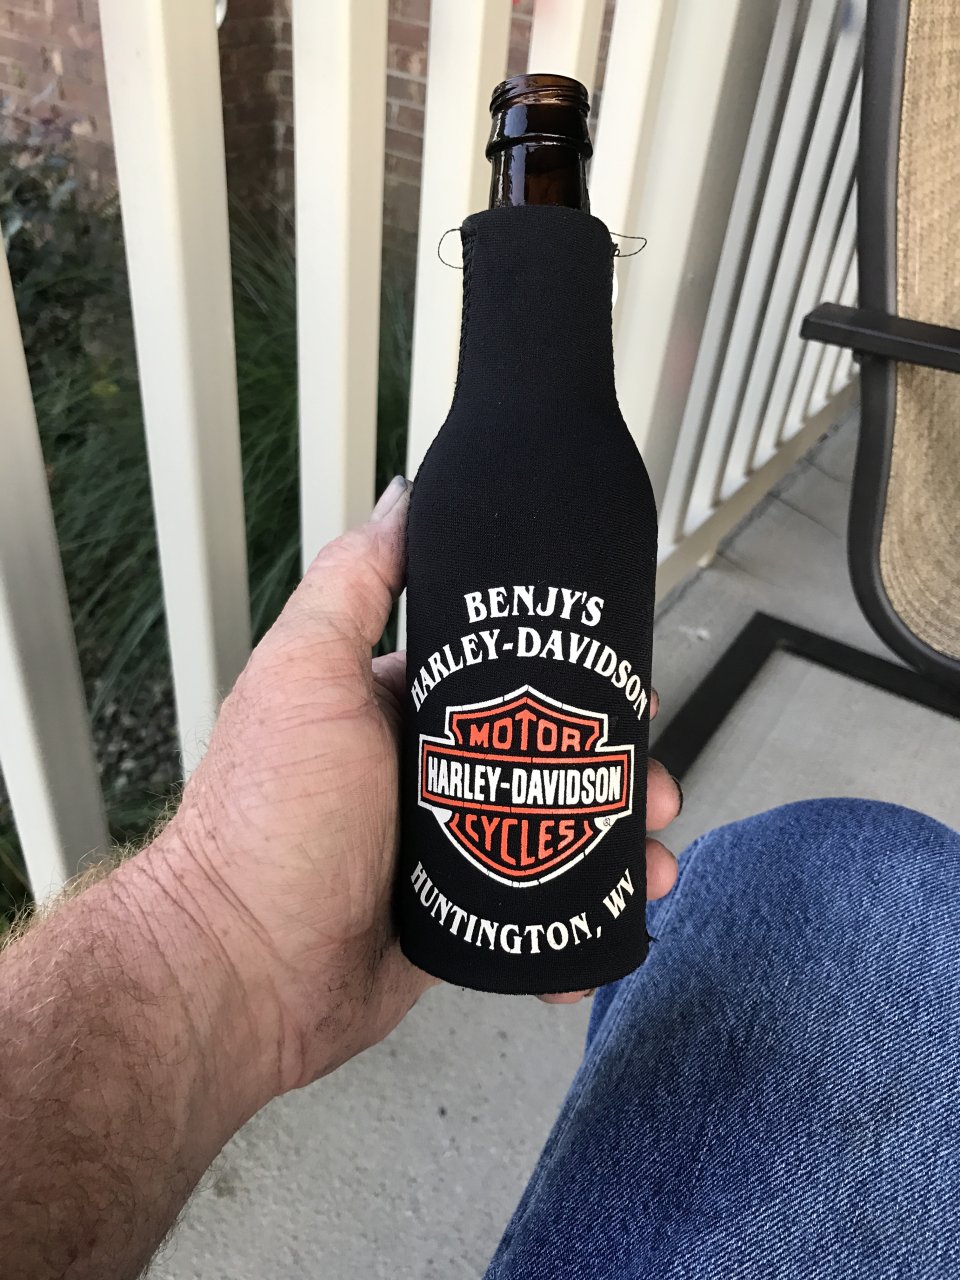 BENJY'S
HARLEY-DAVIDSON
MOTOR
HARLEY-DAVIDSON
CYCLES
®
HUNTINGTON, WV